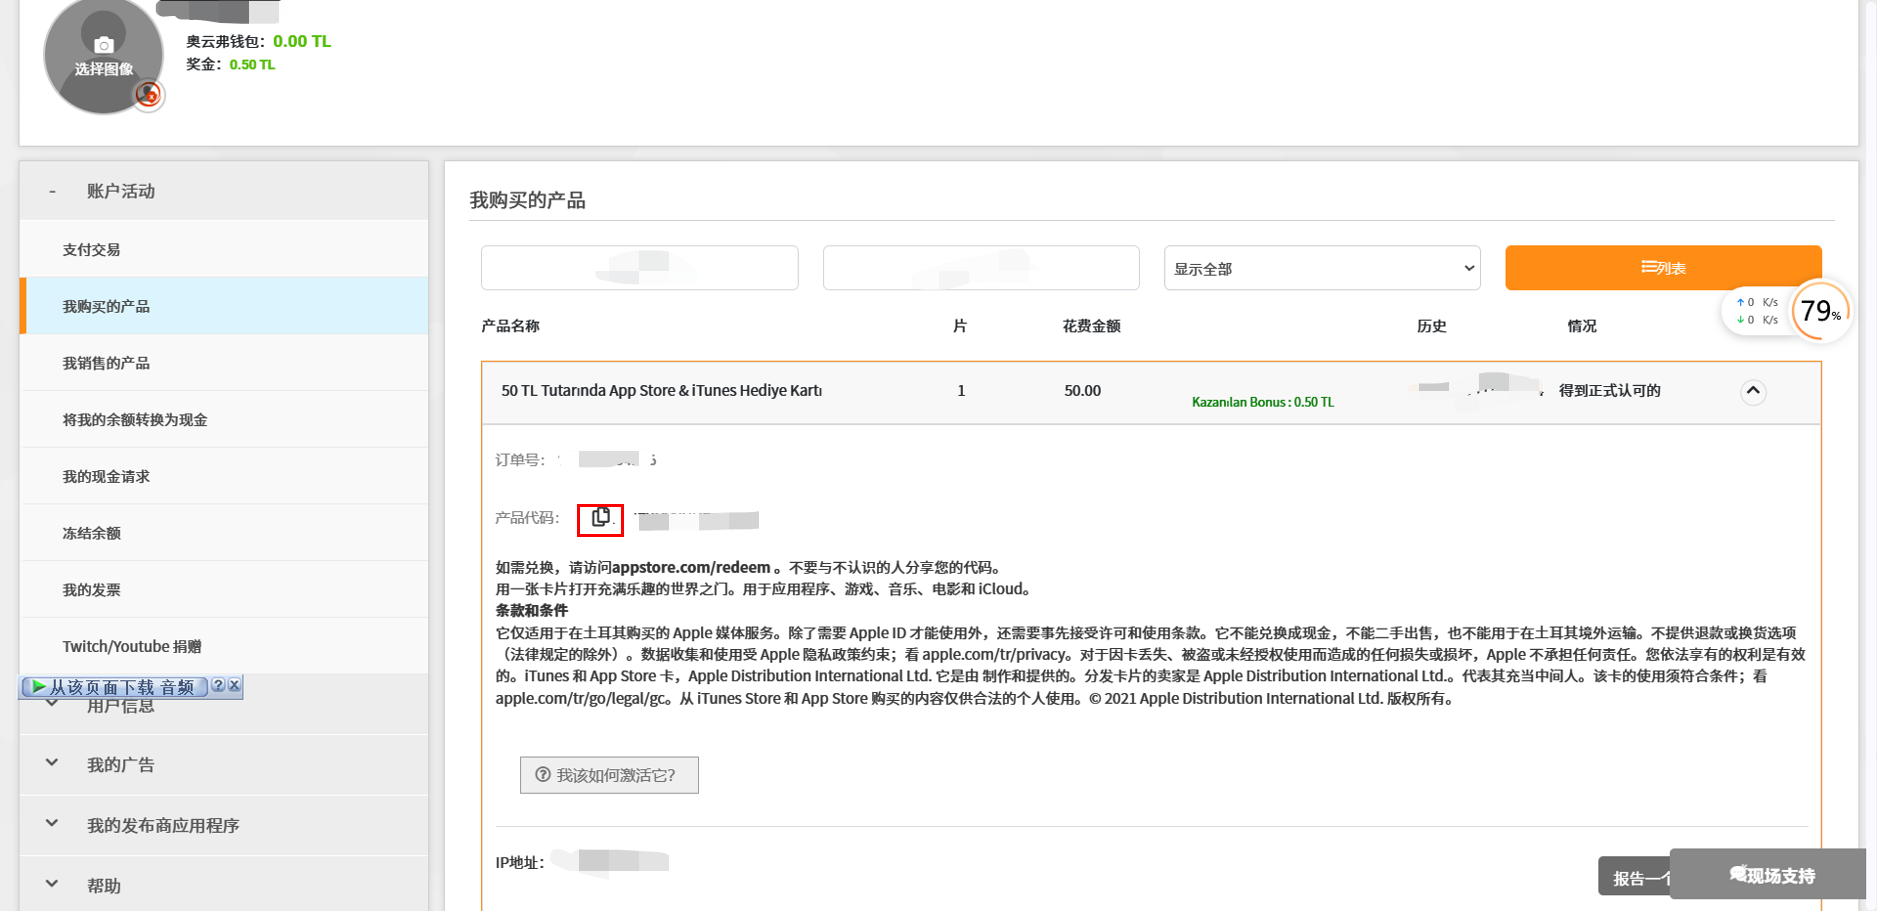 选择图像
奥云弗钱包：0.00 TL
奖金：0.50 TL
- 账户活动
支付交易
我购买的产品
我销售的产品
将我的余额转换为现金
我的现金请求
冻结余额
我的发票
Twitch/Youtube 捐赠
从该页面下载 音频
用户信息
我的广告
我的发布商应用程序
帮助
我购买的产品
显示全部
列表
↑ 0 K/s
↓ 0 K/s
79%
产品名称 片 花费金额 历史 情况
50 TL Tutarında App Store & iTunes Hediye Kartı 1 50.00 Kazanılan Bonus : 0.50 TL 得到正式认可的
订单号：
产品代码：
如需兑换，请访问appstore.com/redeem 。不要与不认识的人分享您的代码。
用一张卡片打开充满乐趣的世界之门。用于应用程序、游戏、音乐、电影和 iCloud。
条款和条件
它仅适用于在土耳其购买的 Apple 媒体服务。除了需要 Apple ID 才能使用外，还需要事先接受许可和使用条款。它不能兑换成现金，不能二手出售，也不能用于在土耳其境外运输。不提供退款或换货选项
（法律规定的除外）。数据收集和使用受 Apple 隐私政策约束；看 apple.com/tr/privacy。对于因卡丢失、被盗或未经授权使用而造成的任何损失或损坏，Apple 不承担任何责任。您依法享有的权利是有效
的。iTunes 和 App Store 卡，Apple Distribution International Ltd. 它是由 制作和提供的。分发卡片的卖家是 Apple Distribution International Ltd.。代表其充当中间人。该卡的使用须符合条件；看
apple.com/tr/go/legal/gc。从 iTunes Store 和 App Store 购买的内容仅供合法的个人使用。© 2021 Apple Distribution International Ltd. 版权所有。
我该如何激活它？
IP地址：
报告一个
现场支持